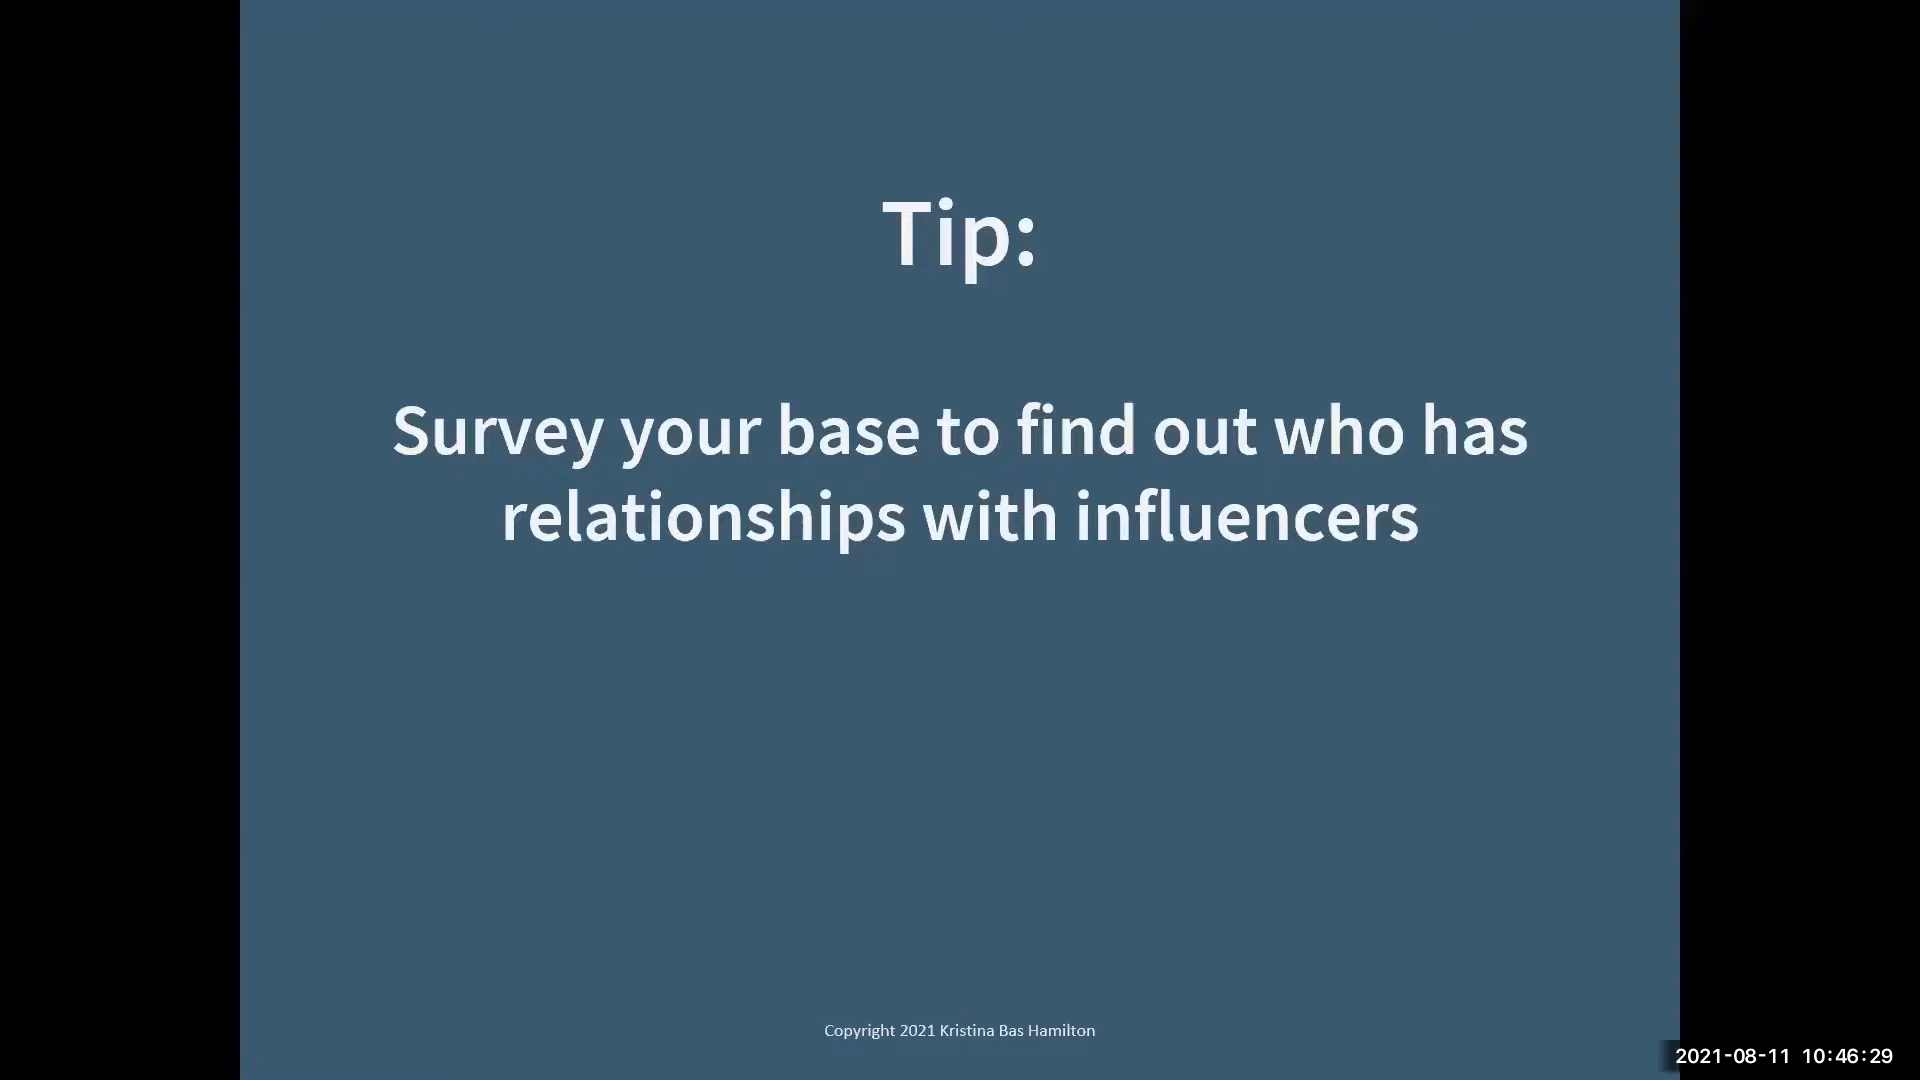 Tip:
Survey your base to find out who has
relationships with influencers
Copyright 2021 Kristina Bas Hamilton
2021-08-11 10:46:29